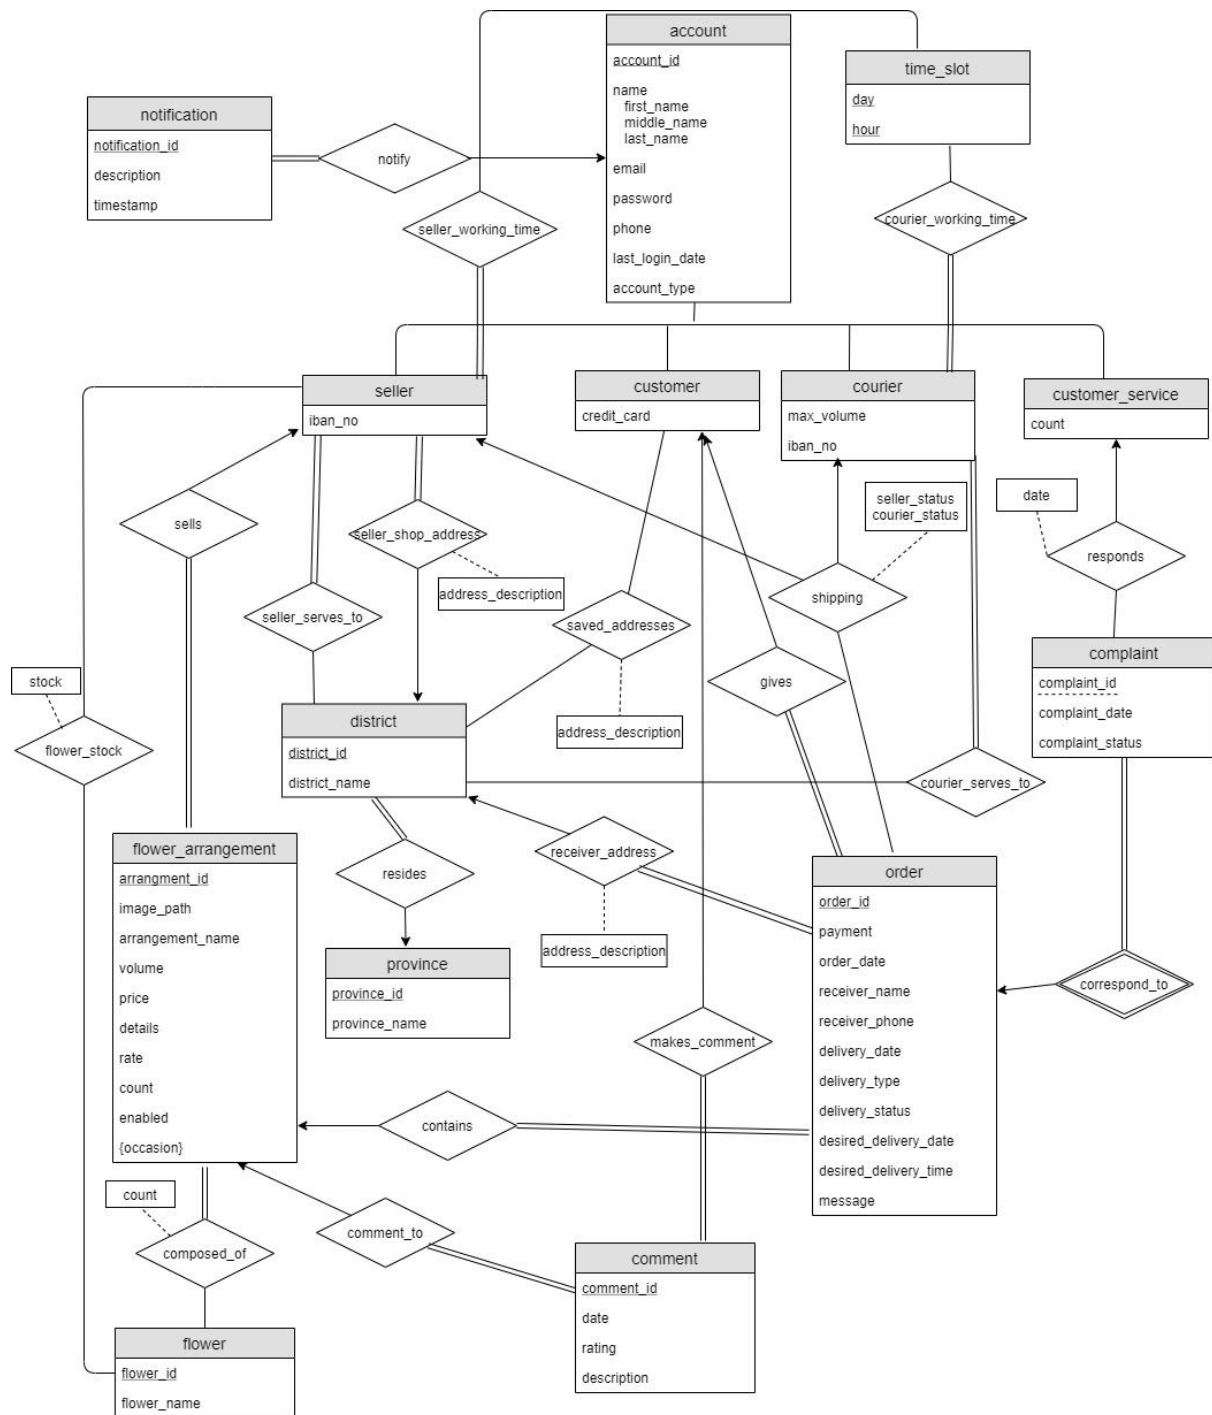 account
account_id
name
first_name
middle_name
last_name
email
password
phone
last_login_date
account_type
time_slot
day
hour
notification
notification_id
description
timestamp
notify
seller_working_time
courier_working_time
seller
iban_no
customer
credit_card
courier
max_volume
iban_no
customer_service
count
sells
seller_shop_address
address_description
seller_status
courier_status
date
responds
shipping
seller_serves_to
saved_addresses
address_description
gives
complaint
complaint_id
complaint_date
complaint_status
stock
flower_stock
district
district_id
district_name
courier_serves_to
flower_arrangement
arrangment_id
image_path
arrangement_name
volume
price
details
rate
count
enabled
{occasion}
resides
receiver_address
address_description
province
province_id
province_name
order
order_id
payment
order_date
receiver_name
receiver_phone
delivery_date
delivery_type
delivery_status
desired_delivery_date
desired_delivery_time
message
correspond_to
makes_comment
contains
count
composed_of
comment_to
comment
comment_id
date
rating
description
flower
flower_id
flower_name